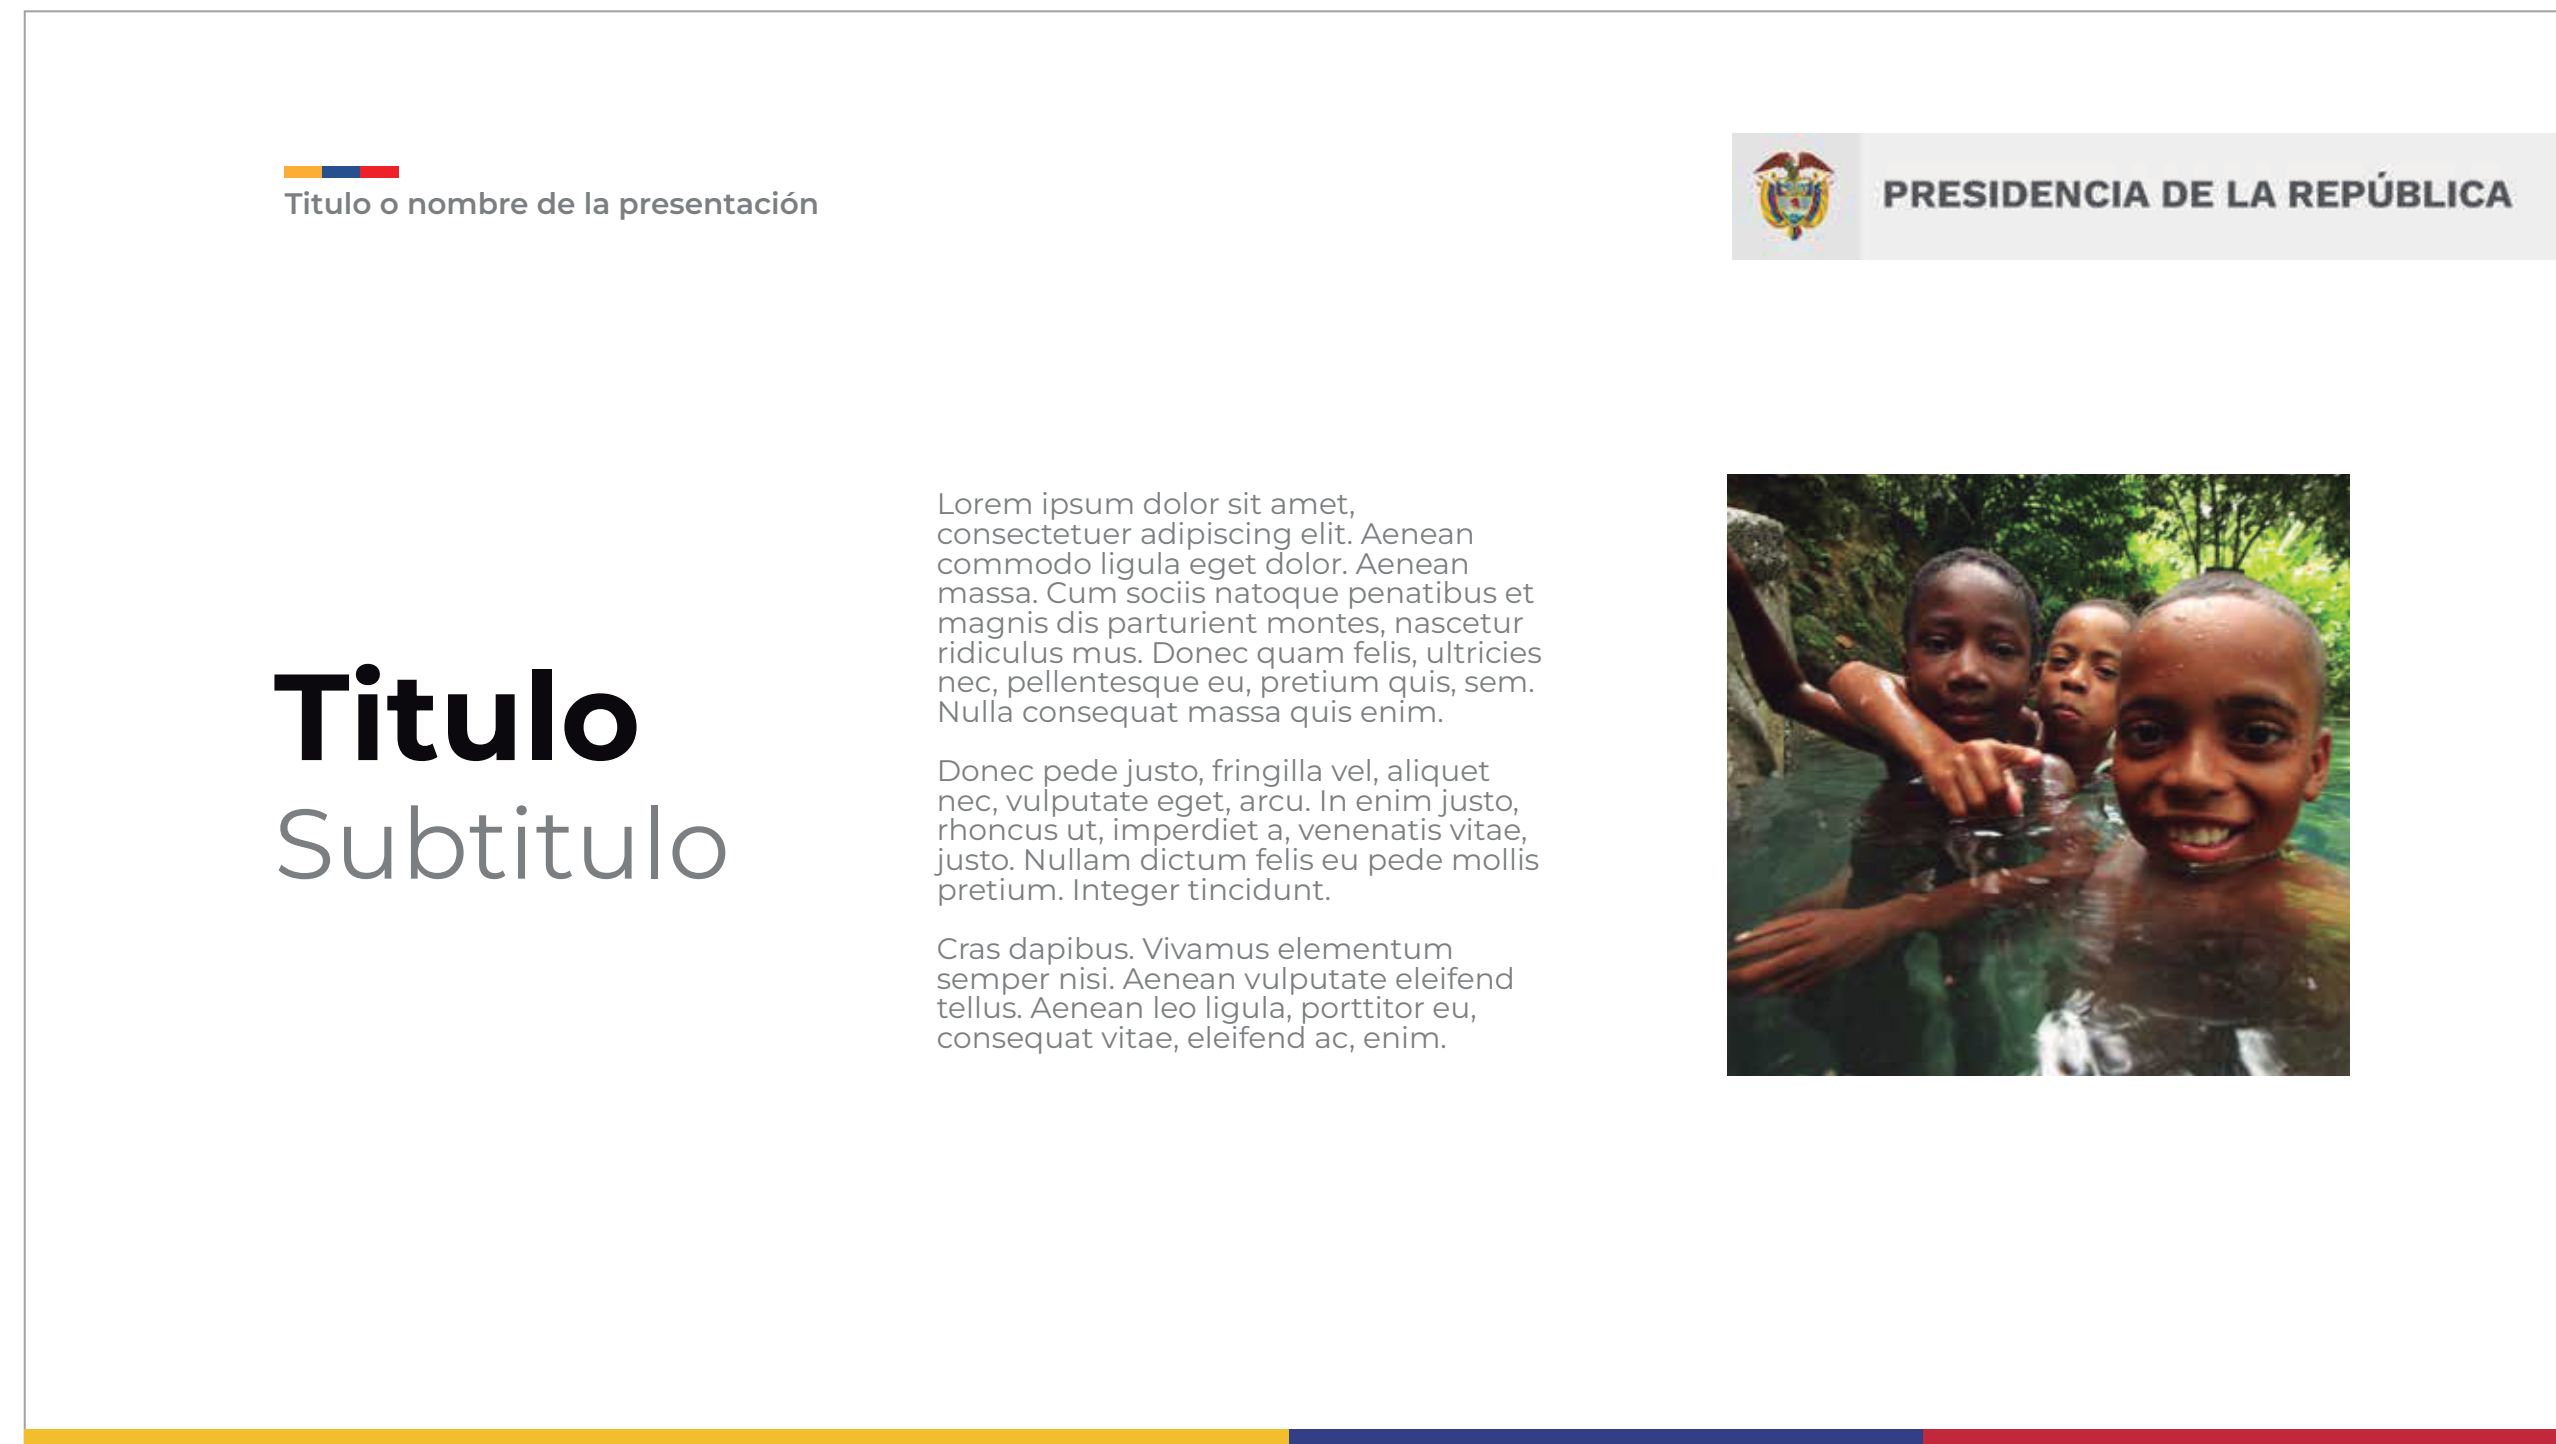 Titulo o nombre de la presentación
PRESIDENCIA DE LA REPÚBLICA
Titulo
Subtitulo
Lorem ipsum dolor sit amet,
consectetuer adipiscing elit. Aenean
commodo ligula eget dolor. Aenean
massa. Cum sociis natoque penatibus et
magnis dis parturient montes, nascetur
ridiculus mus. Donec quam felis, ultricies
nec, pellentesque eu, pretium quis, sem.
Nulla consequat massa quis enim.
Donec pede justo, fringilla vel, aliquet
nec, vulputate eget, arcu. In enim justo,
rhoncus ut, imperdiet a, venenatis vitae,
justo. Nullam dictum felis eu pede mollis
pretium. Integer tincidunt.
Cras dapibus. Vivamus elementum
semper nisi. Aenean vulputate eleifend
tellus. Aenean leo ligula, porttitor eu,
consequat vitae, eleifend ac, enim.